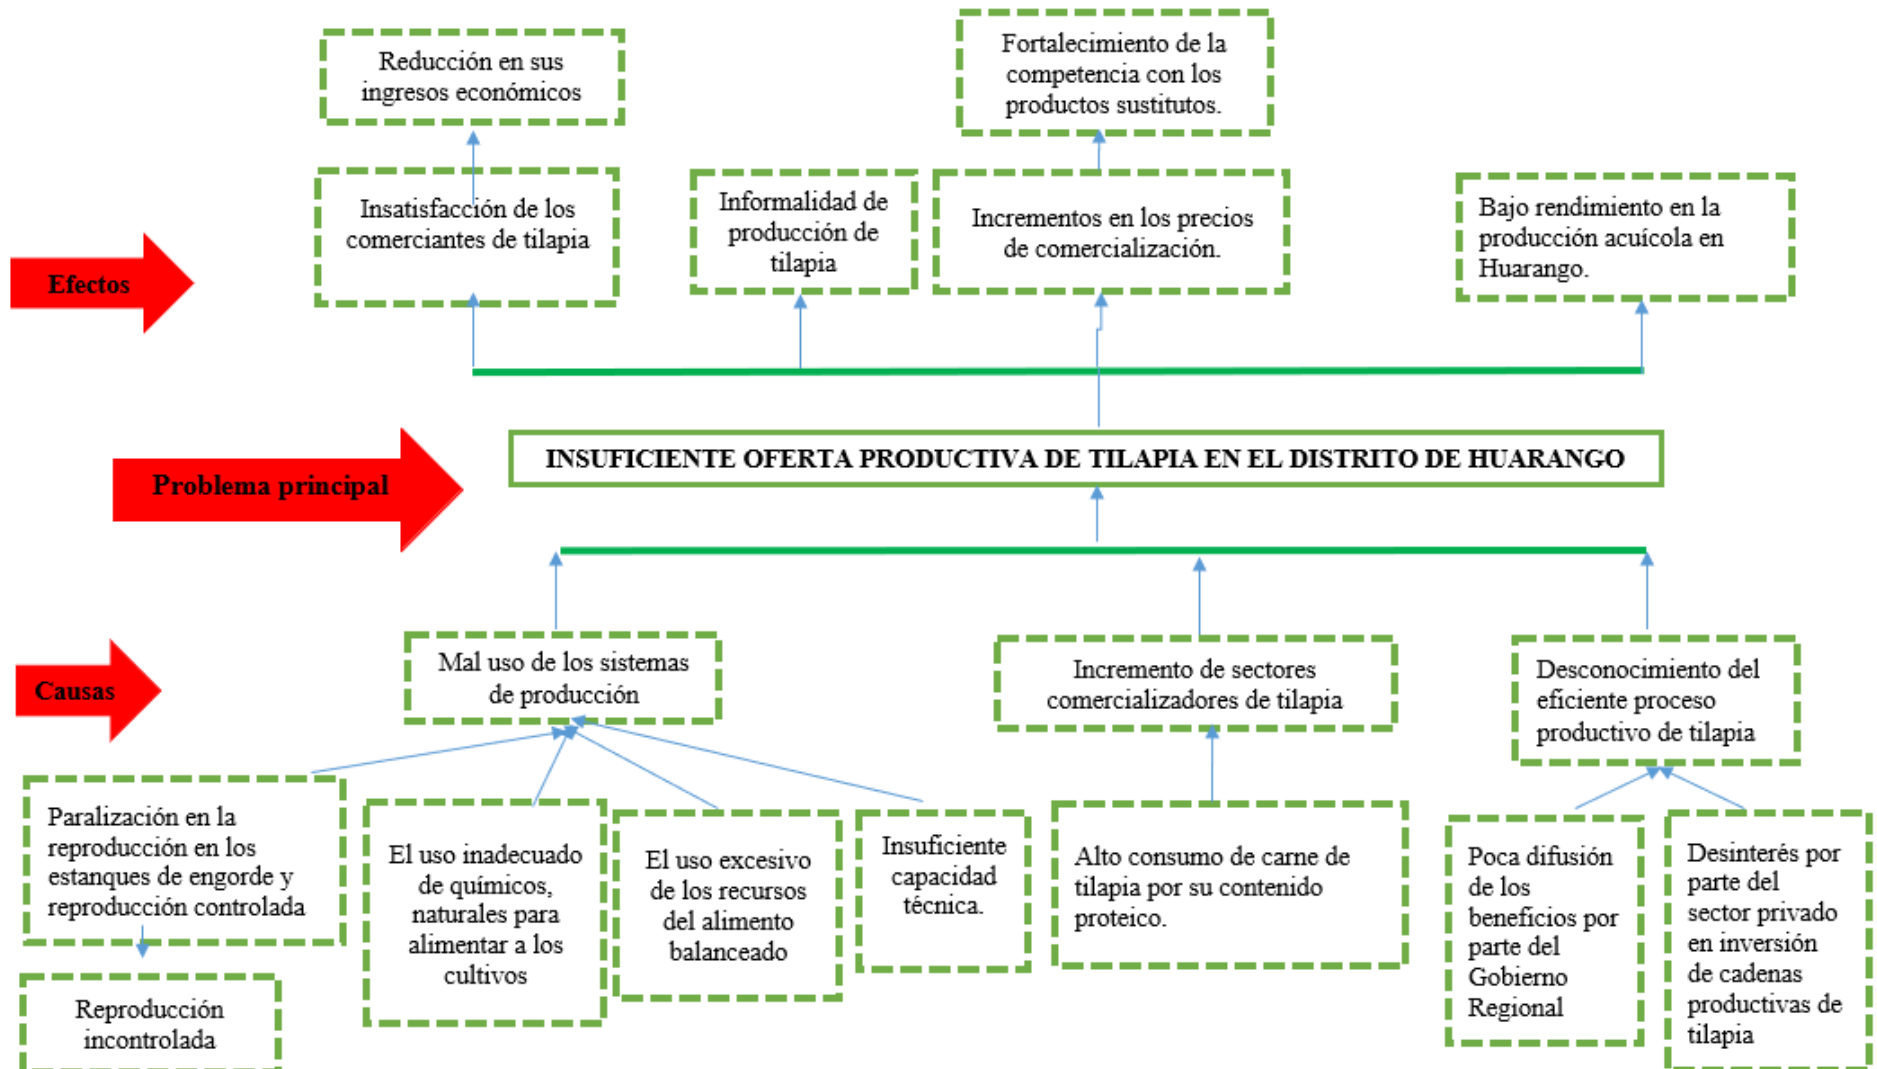 Reducción en sus
ingresos económicos
Fortalecimiento de la
competencia con los
productos sustitutos.
Insatisfacción de los
comerciantes de tilapia
Informalidad de
producción de
tilapia
Incrementos en los precios
de comercialización.
Bajo rendimiento en la
producción acuícola en
Huarango.
Efectos
Problema principal
INSUFICIENTE OFERTA PRODUCTIVA DE TILAPIA EN EL DISTRITO DE HUARANGO
Causas
Mal uso de los sistemas
de producción
Incremento de sectores
comercializadores de tilapia
Desconocimiento del
eficiente proceso
productivo de tilapia
Paralización en la
reproducción en los
estanques de engorde y
reproducción controlada
El uso inadecuado
de químicos,
naturales para
alimentar a los
cultivos
El uso excesivo
de los recursos
del alimento
balanceado
Insuficiente
capacidad
técnica.
Alto consumo de carne de
tilapia por su contenido
proteico.
Poca difusión
de los
beneficios por
parte del
Gobierno
Regional
Desinterés por
parte del
sector privado
en inversión
de cadenas
productivas de
tilapia
Reproducción
incontrolada